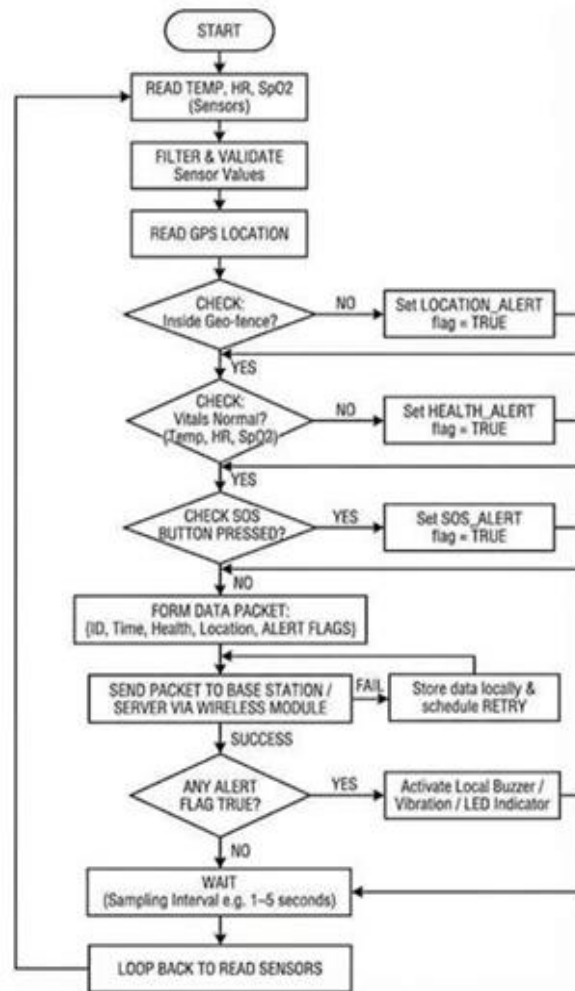 START
READ TEMP, HR, SpO2
(Sensors)
FILTER & VALIDATE
Sensor Values
READ GPS LOCATION
CHECK:
Inside Geo-fence?
NO
Set LOCATION_ALERT
flag = TRUE
YES
CHECK:
Vitals Normal?
(Temp, HR, SpO2)
NO
Set HEALTH_ALERT
flag = TRUE
YES
CHECK SOS
BUTTON PRESSED?
YES
Set SOS_ALERT
flag = TRUE
NO
FORM DATA PACKET:
{ID, Time, Health, Location, ALERT FLAGS}
SEND PACKET TO BASE STATION /
SERVER VIA WIRELESS MODULE
FAIL
Store data locally &
schedule RETRY
SUCCESS
ANY ALERT
FLAG TRUE?
YES
Activate Local Buzzer /
Vibration / LED Indicator
NO
WAIT
(Sampling Interval e.g. 1–5 seconds)
LOOP BACK TO READ SENSORS